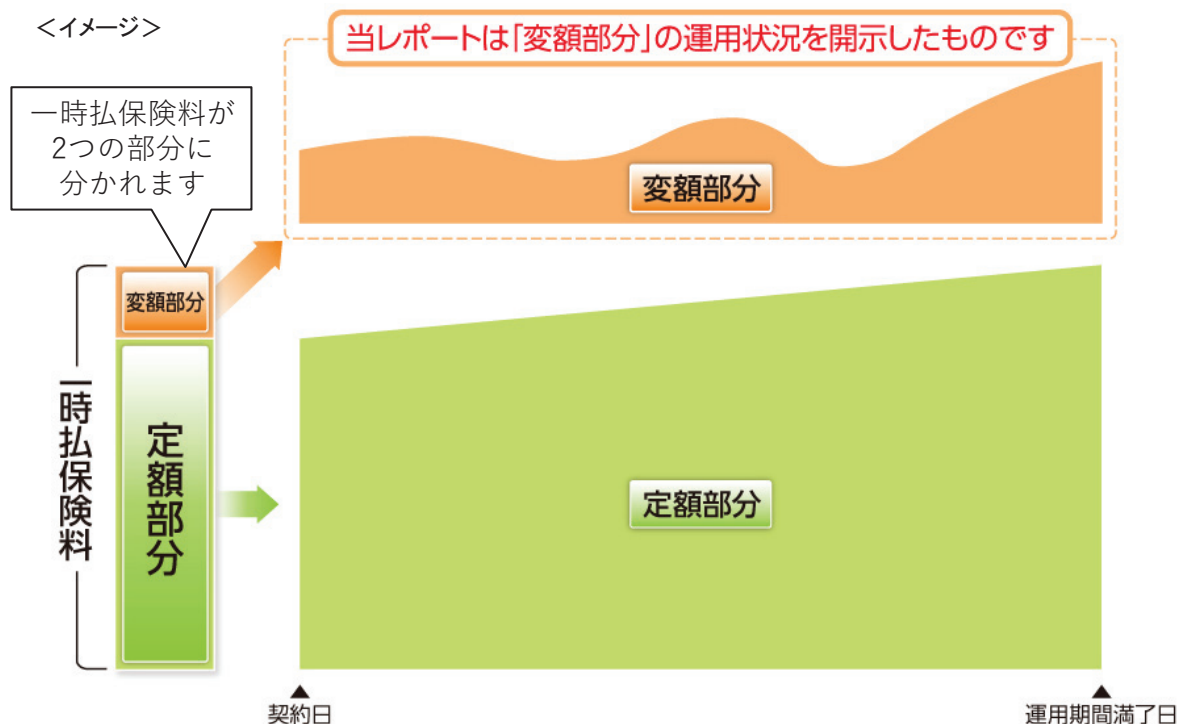 ＜イメージ＞
当レポートは「変額部分」の運用状況を開示したものです
一時払保険料が
2つの部分に
分かれます
変額部分
変額部分
一時払保険料
定額部分
定額部分
▲
契約日
▲
運用期間満了日